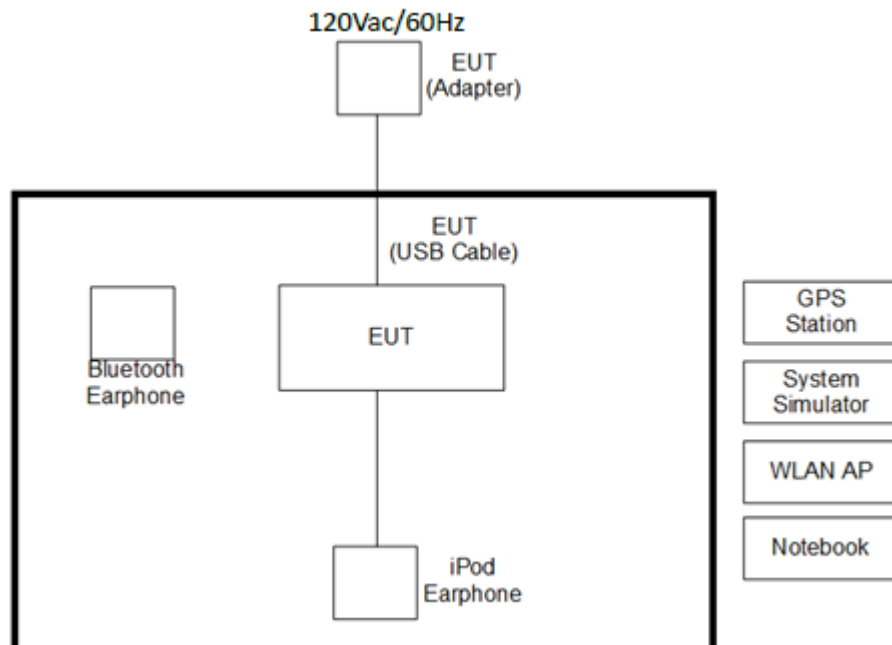 120Vac/60Hz
EUT
(Adapter)
EUT
(USB Cable)
EUT
Bluetooth
Earphone
iPod
Earphone
GPS
Station
System
Simulator
WLAN AP
Notebook